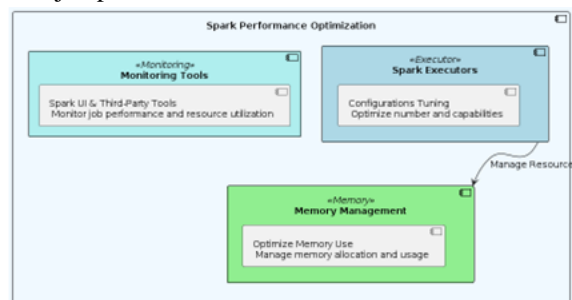 Spark Performance Optimization
«Monitoring»
Monitoring Tools
Spark UI & Third-Party Tools
Monitor job performance and resource utilization
«Executor»
Spark Executors
Configurations Tuning
Optimize number and capabilities
Manage Resource
«Memory»
Memory Management
Optimize Memory Use
Manage memory allocation and usage